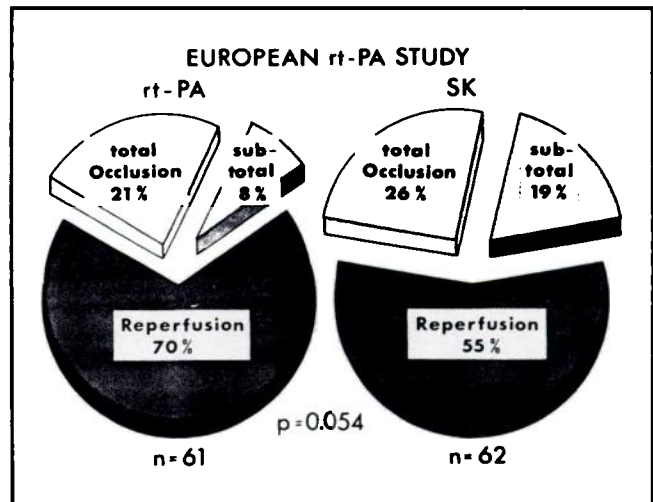 EUROPEAN rt-PA STUDY
rt-PA
total
Occlusion
21 %
sub-
total
8 %
Reperfusion
70 %
n=61
SK
total
Occlusion
26 %
sub-
total
19 %
Reperfusion
55 %
n=62
p=0.054